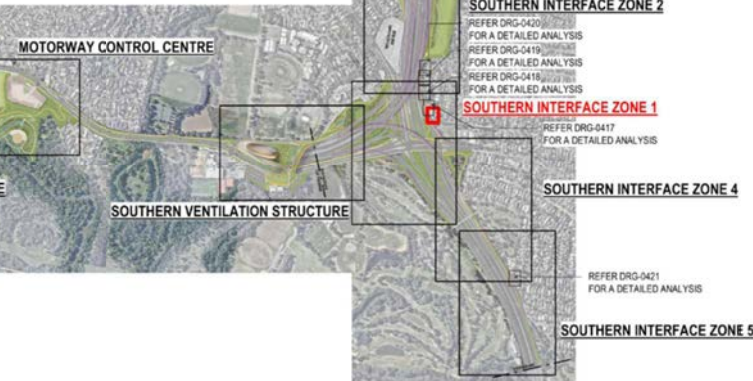 SOUTHERN INTERFACE ZONE 2
REFER DRG-0420
FOR A DETAILED ANALYSIS
REFER DRG-0419
FOR A DETAILED ANALYSIS
REFER DRG-0418
FOR A DETAILED ANALYSIS
MOTORWAY CONTROL CENTRE
SOUTHERN INTERFACE ZONE 1
REFER DRG-0417
FOR A DETAILED ANALYSIS
E
SOUTHERN INTERFACE ZONE 4
SOUTHERN VENTILATION STRUCTURE
REFER DRG-0421
FOR A DETAILED ANALYSIS
SOUTHERN INTERFACE ZONE 5